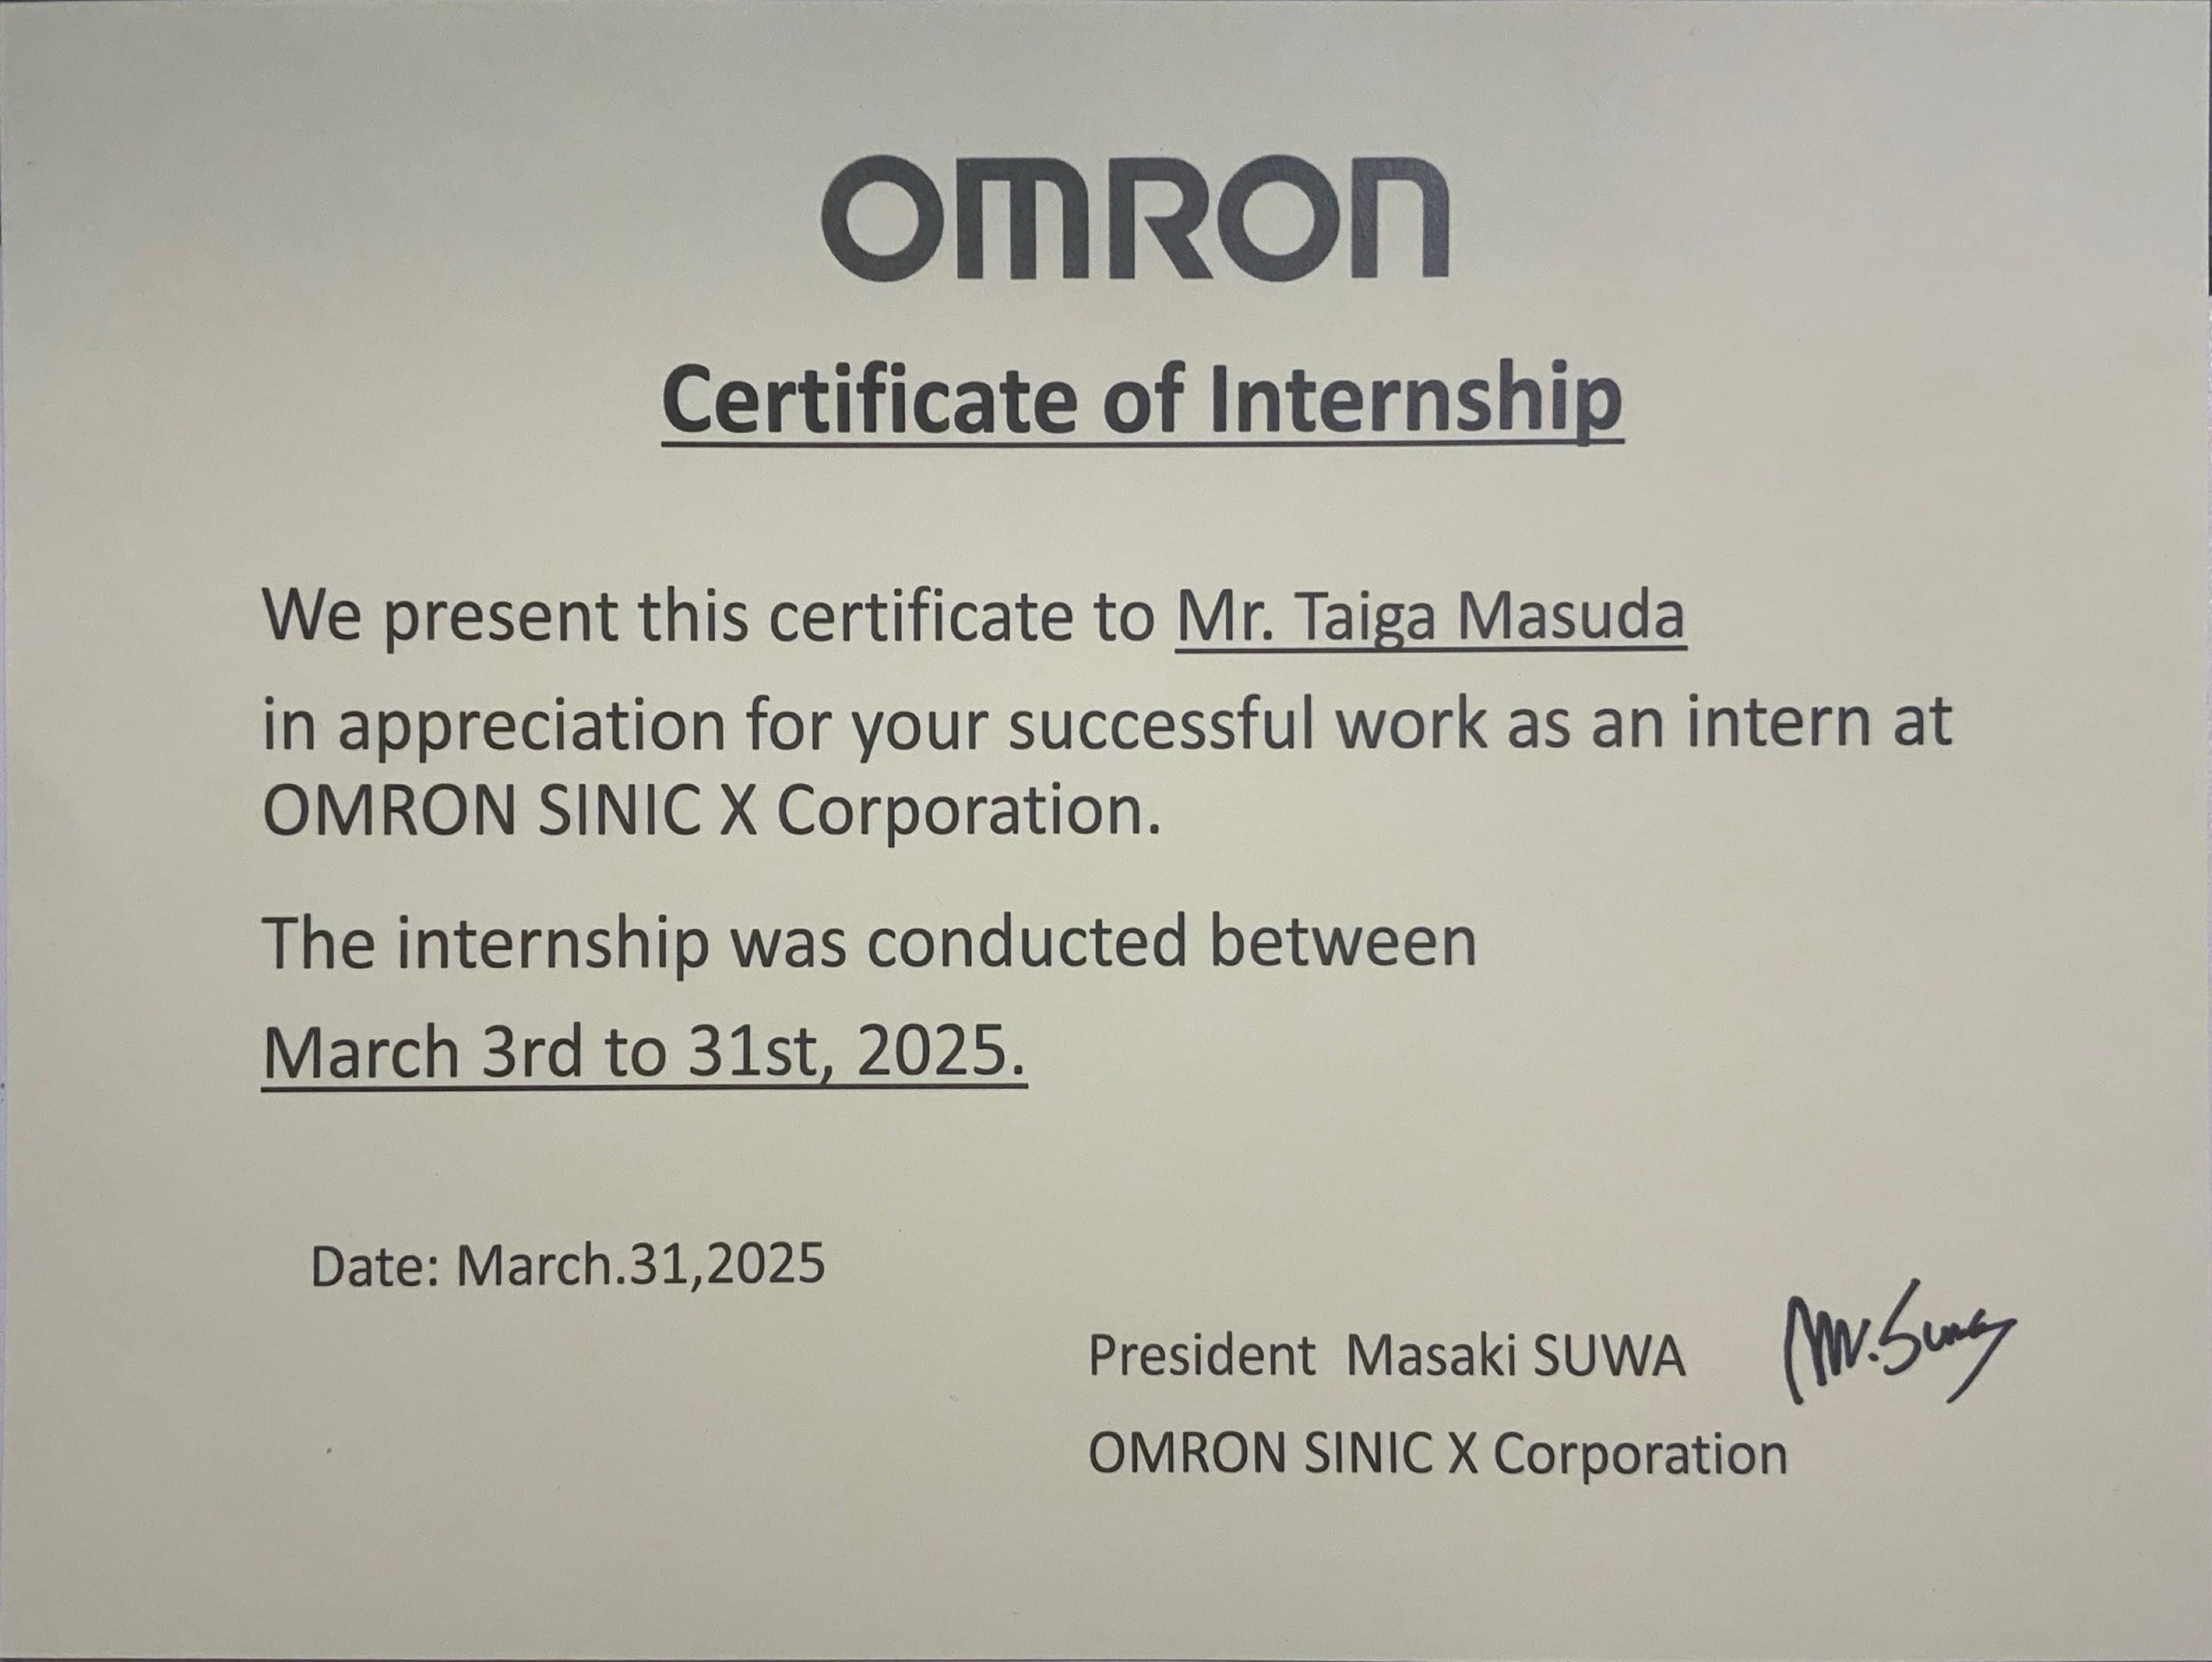 OMRON
Certificate of Internship
We present this certificate to Mr. Taiga Masuda
in appreciation for your successful work as an intern at
OMRON SINIC X Corporation.
The internship was conducted between
March 3rd to 31st, 2025.
Date: March.31,2025
President Masaki SUWA M.Suwa
OMRON SINIC X Corporation